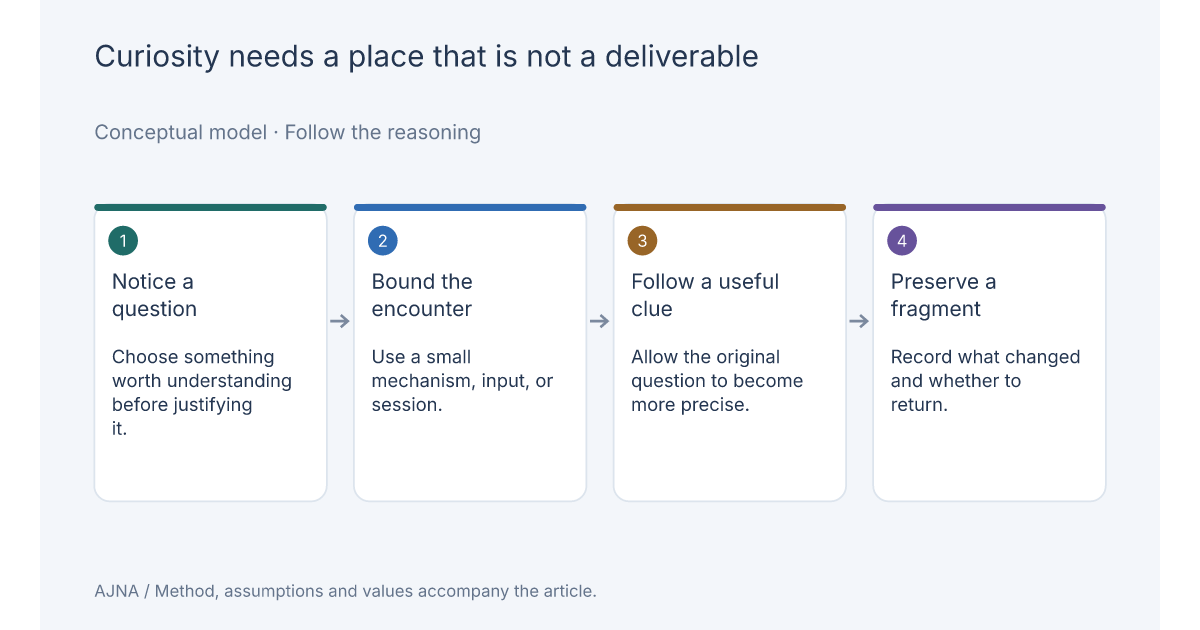 Curiosity needs a place that is not a deliverable
Conceptual model · Follow the reasoning
1
Notice a
question
Choose something
worth understanding
before justifying
it.
2
Bound the
encounter
Use a small
mechanism, input, or
session.
3
Follow a useful
clue
Allow the original
question to become
more precise.
4
Preserve a
fragment
Record what changed
and whether to
return.
AJNA / Method, assumptions and values accompany the article.